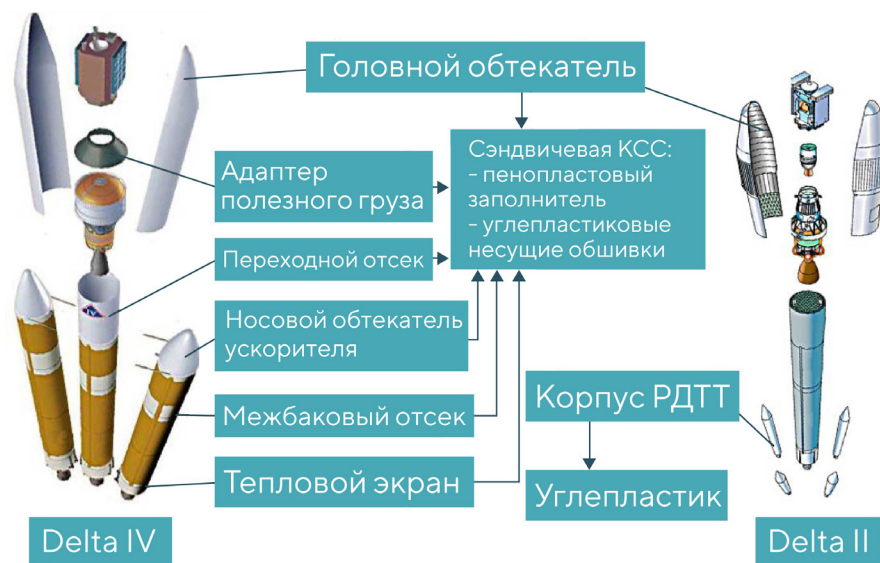 Головной обтекатель
Сэндвичевая КСС:
- пенопластовый
заполнитель
- углепластиковые
несущие обшивки
Адаптер
полезного груза
Переходной отсек
Носовой обтекатель
ускорителя
Межбаковый отсек
Тепловой экран
Корпус РДТТ
Углепластик
IV
Delta IV
Delta II